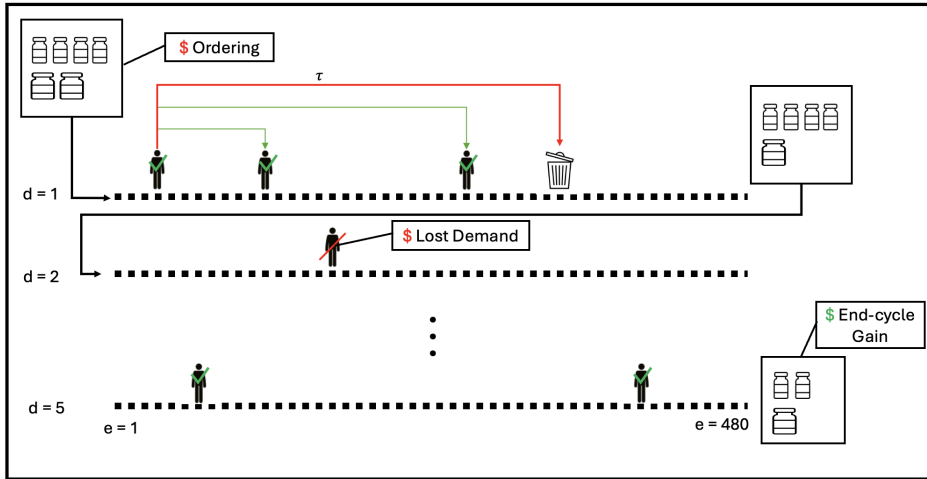 $ Ordering
τ
d = 1
$ Lost Demand
d = 2
$ End-cycle
Gain
d = 5
e = 1
e = 480